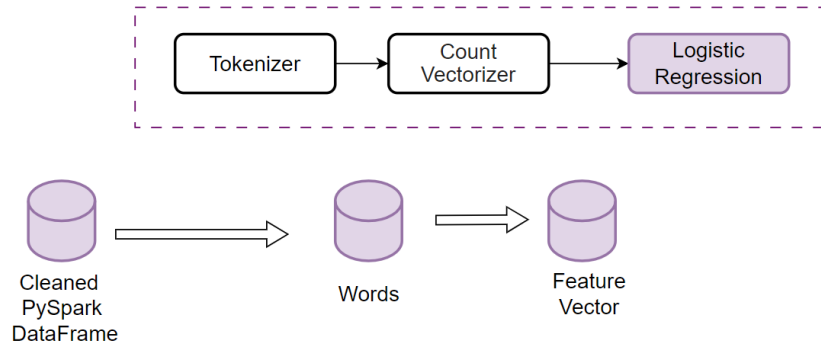 Tokenizer
Count
Vectorizer
Logistic
Regression
Cleaned
PySpark
DataFrame
Words
Feature
Vector